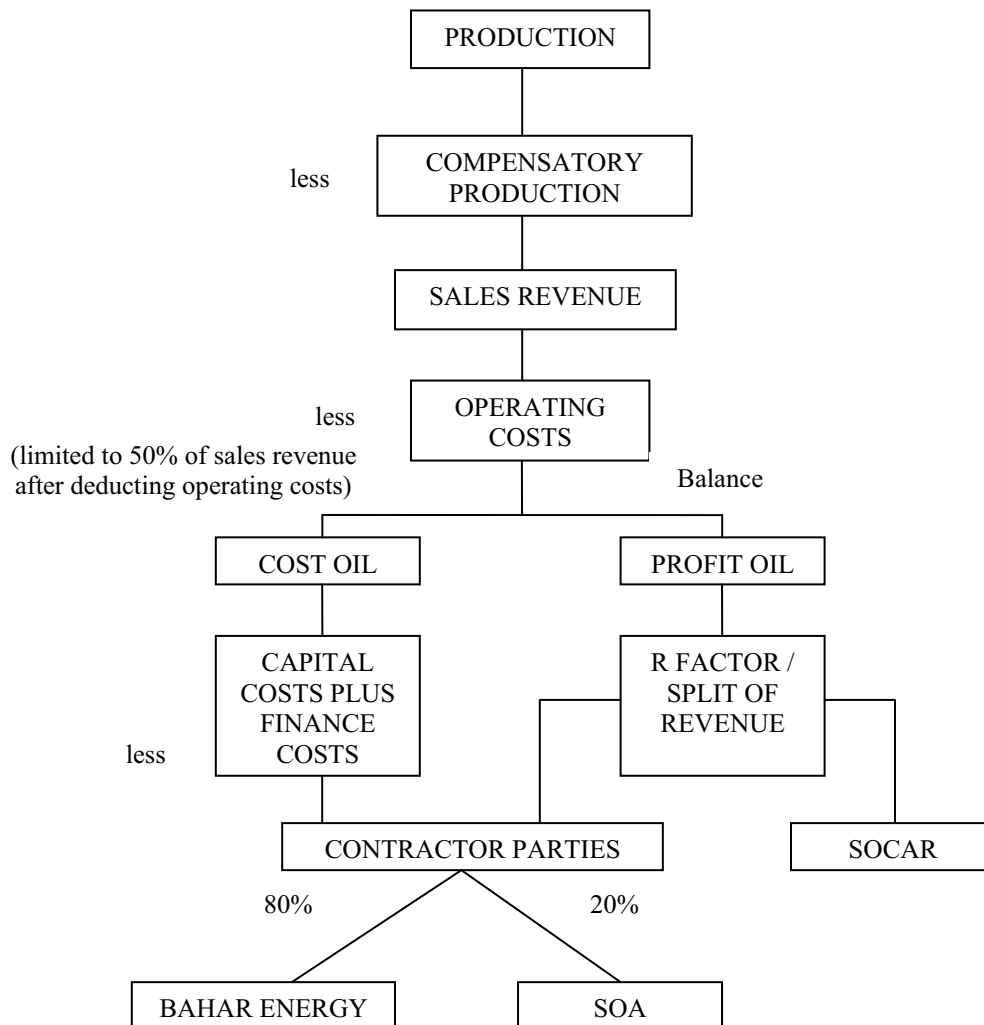 PRODUCTION
less
COMPENSATORY
PRODUCTION
SALES REVENUE
less
OPERATING
COSTS
(limited to 50% of sales revenue
after deducting operating costs)
Balance
COST OIL
PROFIT OIL
CAPITAL
COSTS PLUS
FINANCE
COSTS
R FACTOR /
SPLIT OF
REVENUE
less
CONTRACTOR PARTIES
SOCAR
80%
20%
BAHAR ENERGY
SOA